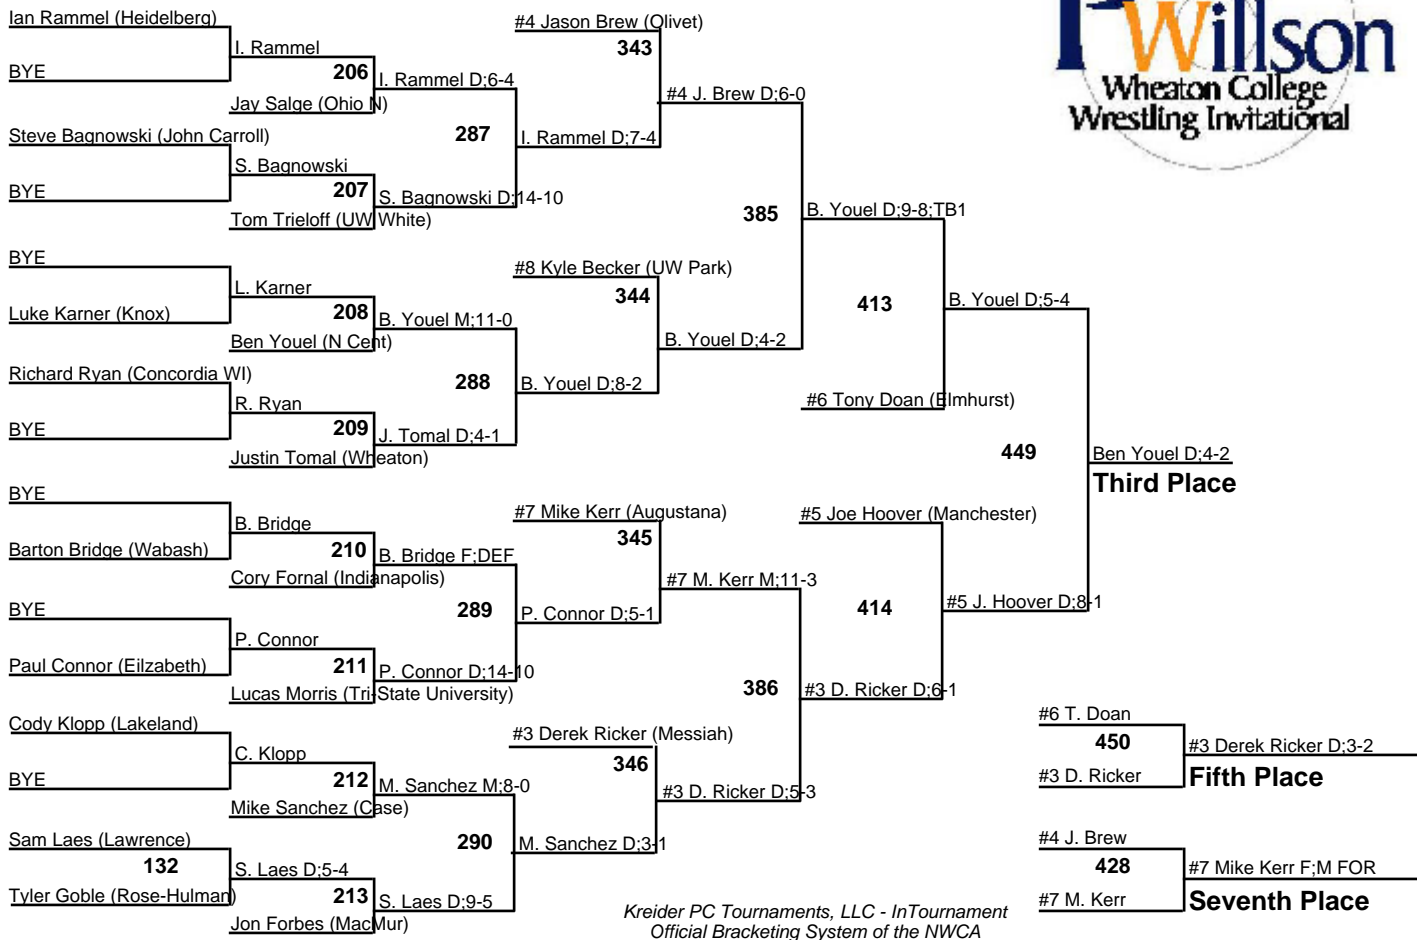 Ian Rammel (Heidelberg)
BYE
Steve Bagnowski (John Carroll)
BYE
BYE
Luke Karner (Knox)
Richard Ryan (Concordia WI)
BYE
BYE
Barton Bridge (Wabash)
BYE
Paul Connor (Eilzabeth)
Cody Klopp (Lakeland)
BYE
Sam Laes (Lawrence)
132
Tyler Goble (Rose-Hulman)
I. Rammel
206
Jay Salge (Ohio N)
S. Bagnowski
207
Tom Trieloff (UW White)
L. Karner
208
Ben Youel (N Cent)
R. Ryan
209
Justin Tomal (Wheaton)
B. Bridge
210
Cory Fornal (Indianapolis)
P. Connor
211
Lucas Morris (Tri-State University)
C. Klopp
212
Mike Sanchez (Case)
S. Laes D;5-4
213
Jon Forbes (MacMur)
I. Rammel D;6-4
287
S. Bagnowski D;14-10
B. Youel M;11-0
288
J. Tomal D;4-1
B. Bridge F;DEF
289
P. Connor D;14-10
M. Sanchez M;8-0
290
S. Laes D;9-5
#4 Jason Brew (Olivet)
343
I. Rammel D;7-4
#8 Kyle Becker (UW Park)
344
B. Youel D;8-2
#7 Mike Kerr (Augustana)
345
P. Connor D;5-1
#3 Derek Ricker (Messiah)
346
M. Sanchez D;3-1
#4 J. Brew D;6-0
385
B. Youel D;4-2
#7 M. Kerr M;11-3
386
#3 D. Ricker D;5-3
B. Youel D;9-8;TB1
413
#6 Tony Doan (Elmhurst)
#5 Joe Hoover (Manchester)
414
#3 D. Ricker D;6-1
B. Youel D;5-4
449
#5 J. Hoover D;8-1
Ben Youel D;4-2
Third Place
#6 T. Doan
450
#3 D. Ricker
#3 Derek Ricker D;3-2
Fifth Place
#4 J. Brew
428
#7 M. Kerr
#7 Mike Kerr F;M FOR
Seventh Place
Willson
Wheaton College
Wrestling Invitational
Kreider PC Tournaments, LLC - InTournament
Official Bracketing System of the NWCA